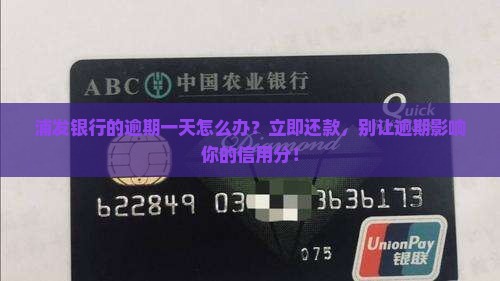 ABC 中国农业银行
Quick
浦发银行的逾期一天怎么办？立即还款，别让逾期影响
你的信用分！
Diamond
622849 03 3636173
075
UnionPay
银联